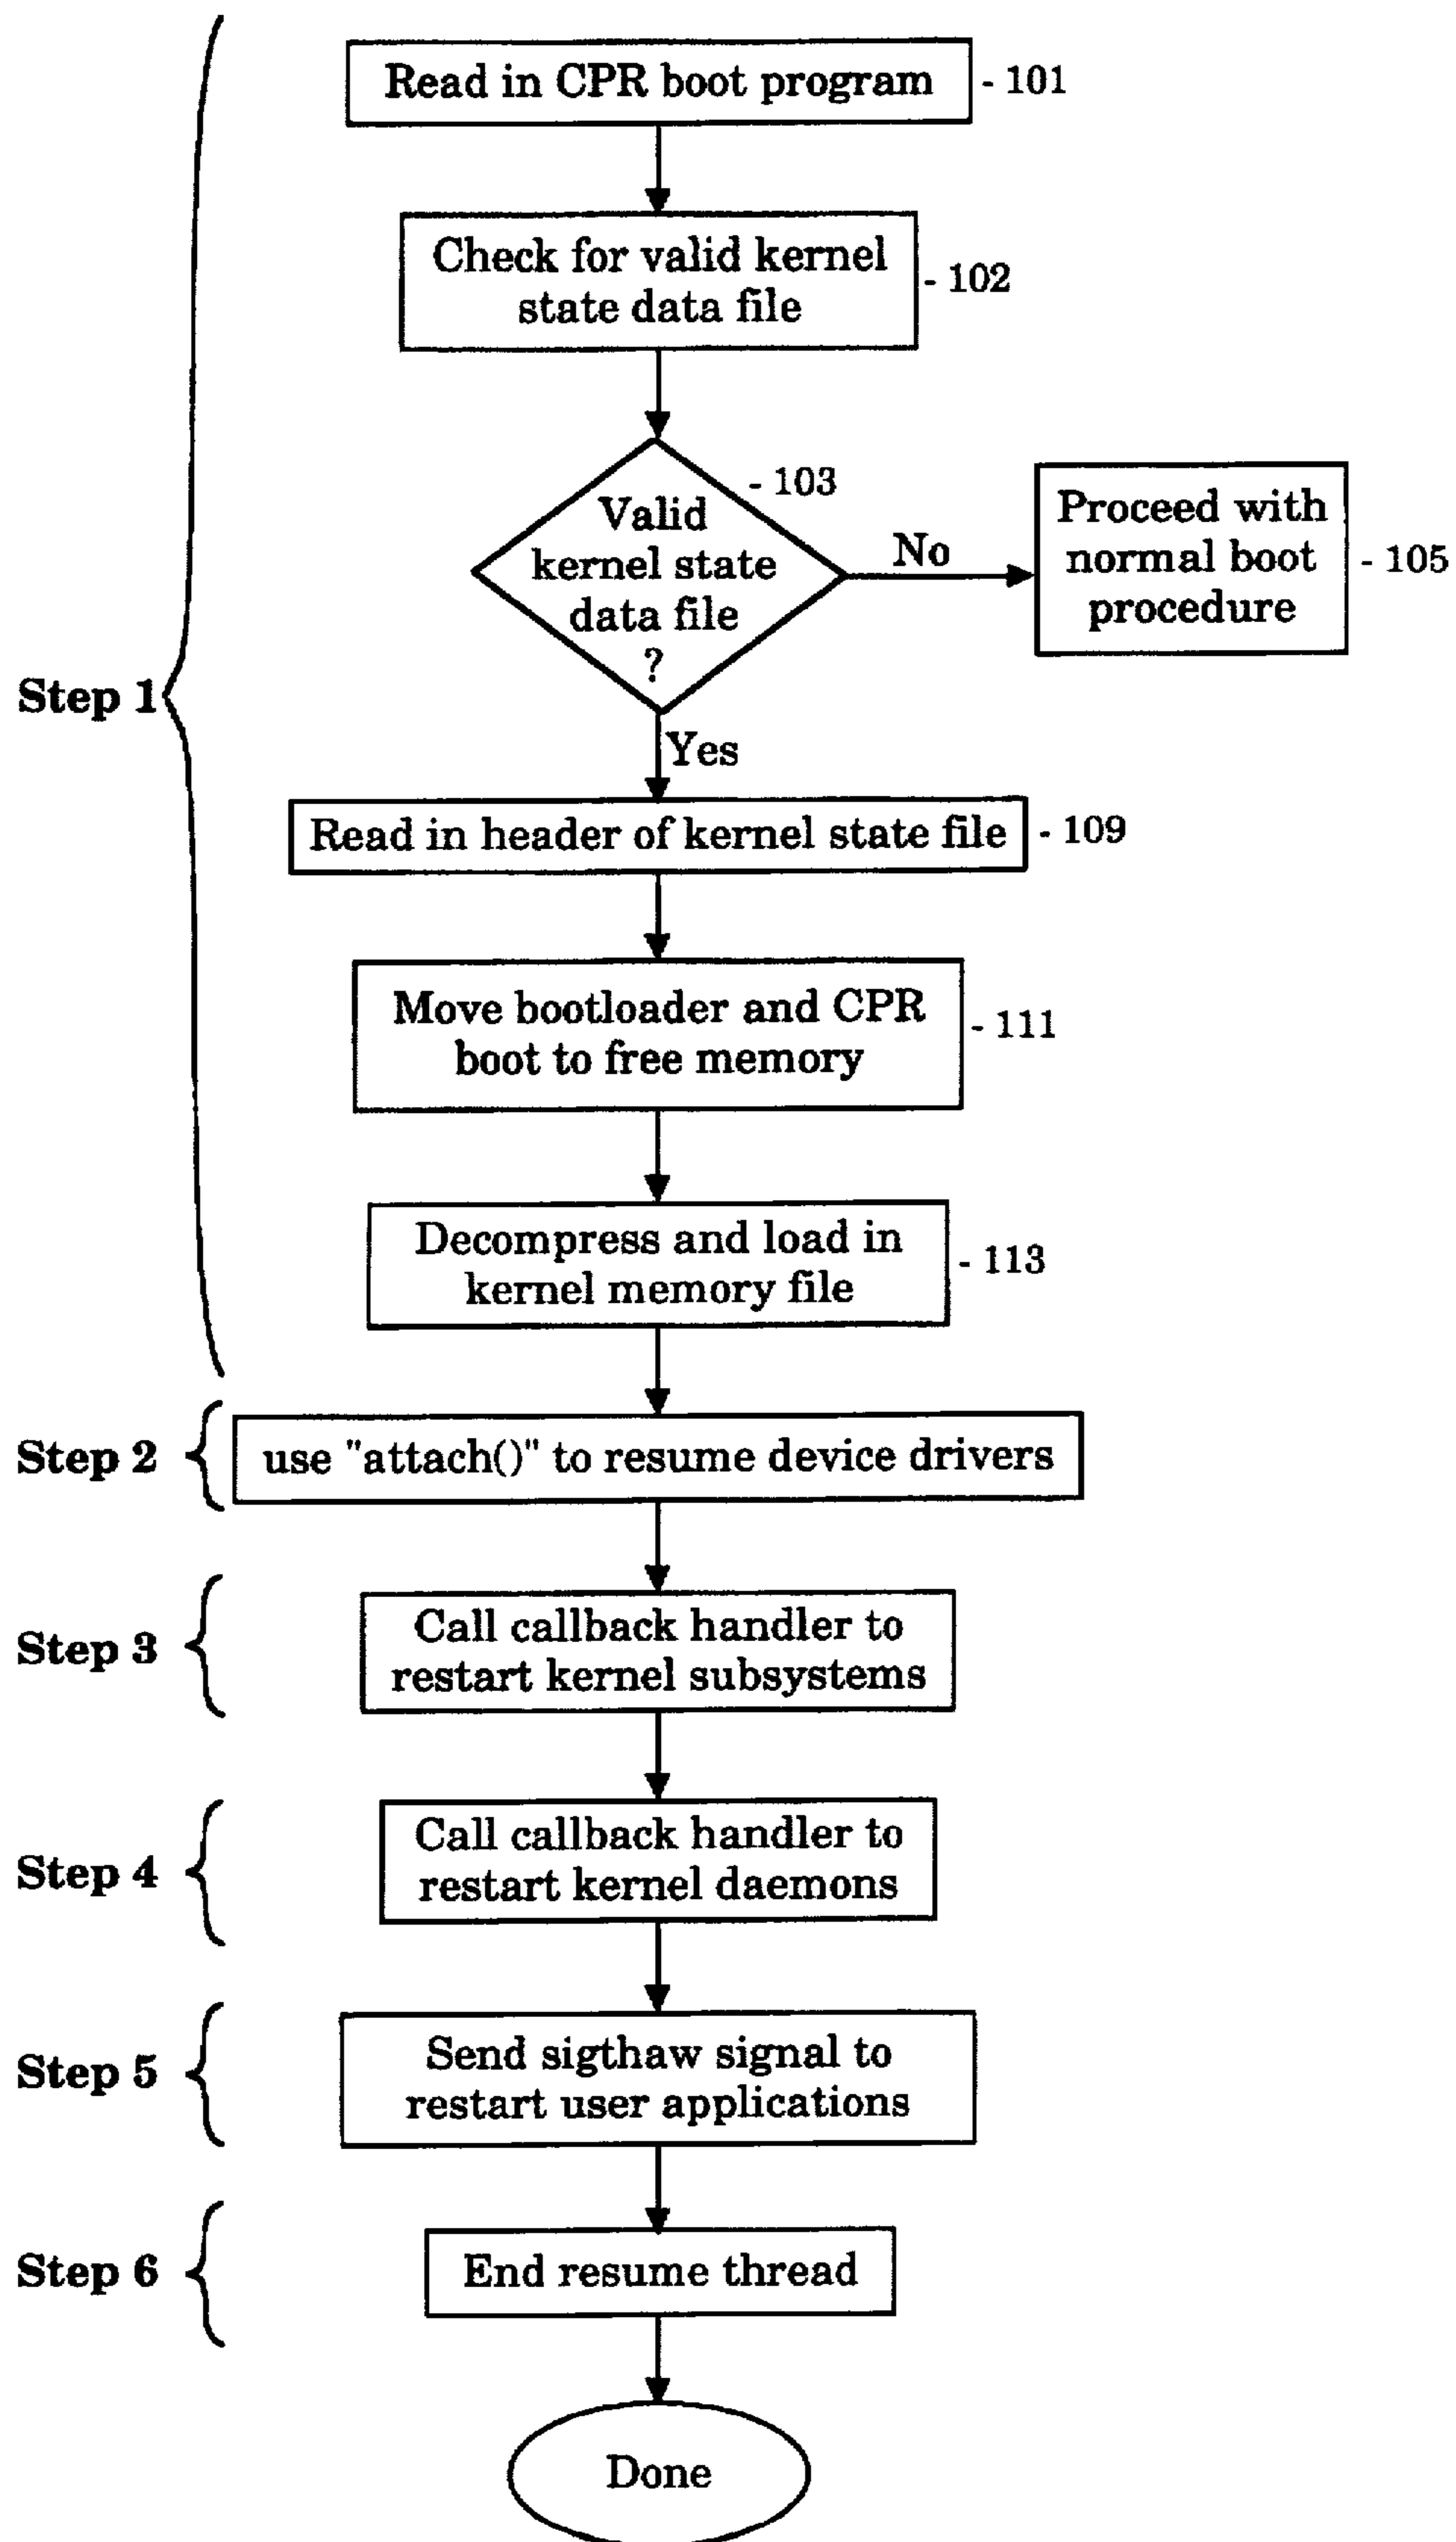 Read in CPR boot program
- 101
Check for valid kernel
state data file
- 102
- 103
Valid
kernel state
data file
?
No
Proceed with
normal boot
procedure
- 105
Step 1
Yes
Read in header of kernel state file
- 109
Move bootloader and CPR
boot to free memory
- 111
Decompress and load in
kernel memory file
- 113
Step 2
use "attach()" to resume device drivers
Step 3
Call callback handler to
restart kernel subsystems
Step 4
Call callback handler to
restart kernel daemons
Step 5
Send sigthaw signal to
restart user applications
Step 6
End resume thread
Done